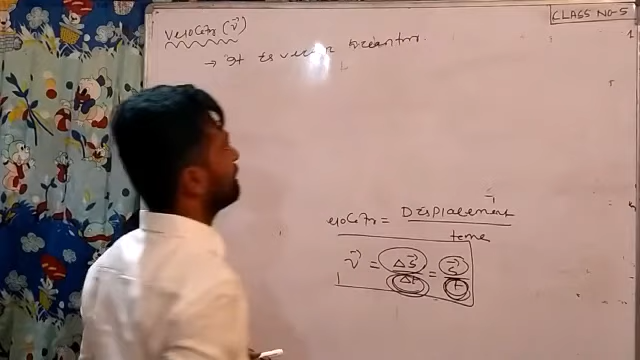 CLASS NO-5
Velocity (v⃗)
→ It is vector quantity.
velocity = Displacement / time
v⃗ = Δs⃗ / Δt = s⃗ / t